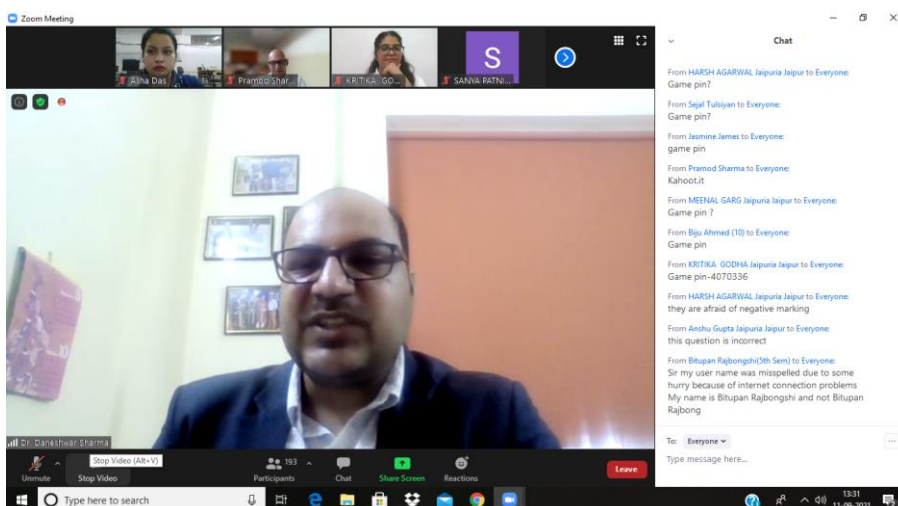 Zoom Meeting
Asha Das
Pramod Shar...
KRITIKA GO...
S
SANYA PATNI...
Dr. Daneshwar Sharma
Unmute
Stop Video (Alt+V)
Stop Video
193
Participants
Chat
Share Screen
Reactions
Leave
Chat
From HARSH AGARWAL Jaipuria Jaipur to Everyone:
Game pin?
From Sejal Tulsiyan to Everyone:
Game pin?
From Jasmine James to Everyone:
game pin
From Pramod Sharma to Everyone:
Kahoot.it
From MEENAL GARG Jaipuria Jaipur to Everyone:
Game pin ?
From Biju Ahmed (10) to Everyone:
Game pin
From KRITIKA GODHA Jaipuria Jaipur to Everyone:
Game pin-4070336
From HARSH AGARWAL Jaipuria Jaipur to Everyone:
they are afraid of negative marking
From Anshu Gupta Jaipuria Jaipur to Everyone:
this question is incorrect
From Bitupan Rajbongshi(5th Sem) to Everyone:
Sir my user name was misspelled due to some
hurry because of internet connection problems
My name is Bitupan Rajbongshi and not Bitupan
Rajbong
To: Everyone
Type message here...
Type here to search
13:31
11-09-2021